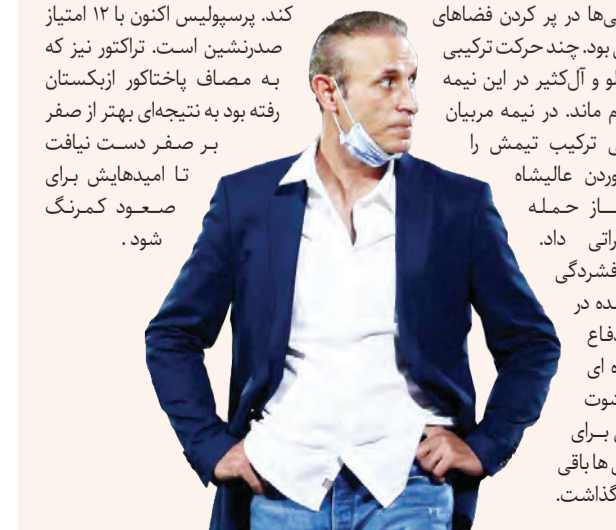 ی‌ها در پر کردن فضاهای
بود. چند حرکت ترکیبی
لو و آل‌کثیر در این نیمه
م ماند. در نیمه مربیان
ترکیب تیمش را
وردن عالیشاه
از حمله
راتی داد.
فشردگی
ده در
دفاع
ه ای
شوت
برای
ی ها باقی
گذاشت.
کند. پرسپولیس اکنون با ۱۲ امتیاز
صدرنشین است. تراکتور نیز که
به مصاف پاختاکور ازبکستان
رفته بود به نتیجه‌ای بهتر از صفر
بر صفر دست نیافت
تا امیدهایش برای
صعود کمرنگ
شود .